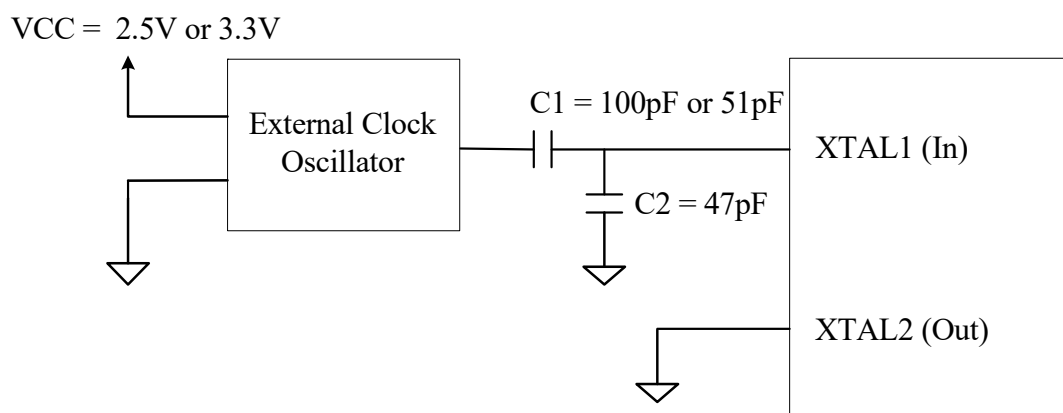 VCC =  2.5V or 3.3V
External Clock
Oscillator
C1 = 100pF or 51pF
C2 = 47pF
XTAL1 (In)
XTAL2 (Out)